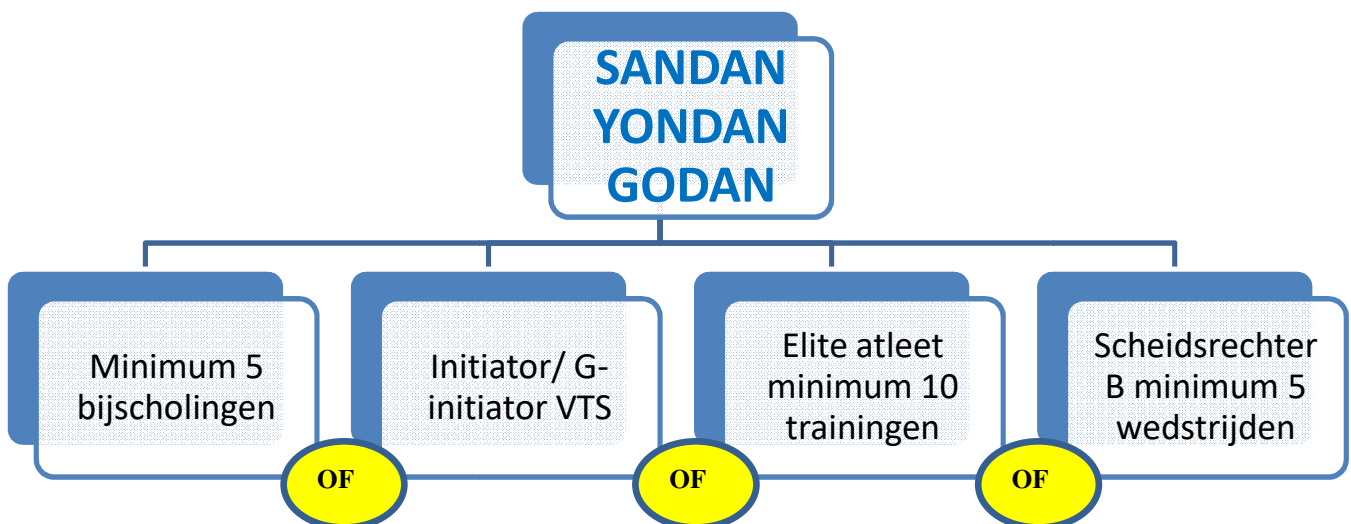 SANDAN
YONDAN
GODAN
Minimum 5
bijscholingen
Initiator/ G-
initiator VTS
Elite atleet
minimum 10
trainingen
Scheidsrechter
B minimum 5
wedstrijden
OF
OF
OF